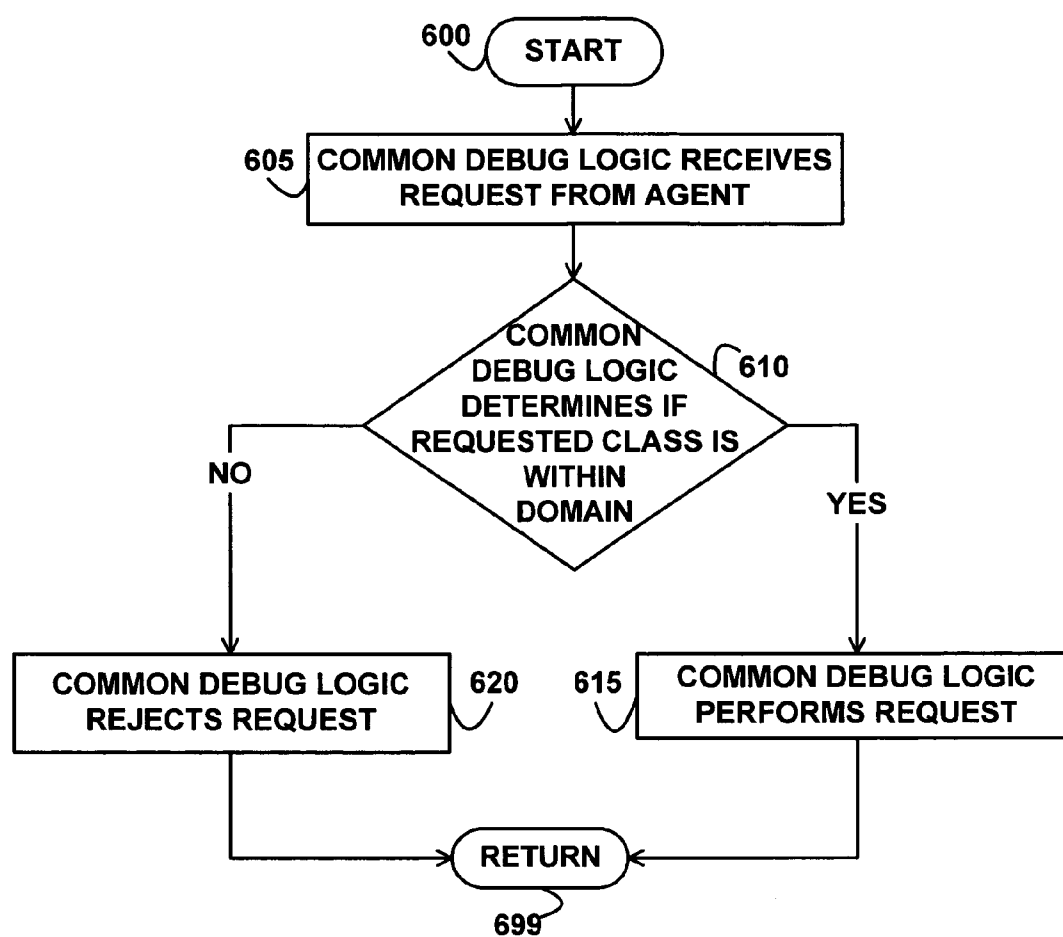 600
START
605
COMMON DEBUG LOGIC RECEIVES
REQUEST FROM AGENT
COMMON
DEBUG LOGIC
DETERMINES IF
REQUESTED CLASS IS
WITHIN
DOMAIN
610
NO
YES
COMMON DEBUG LOGIC
REJECTS REQUEST
620
615
COMMON DEBUG LOGIC
PERFORMS REQUEST
RETURN
699